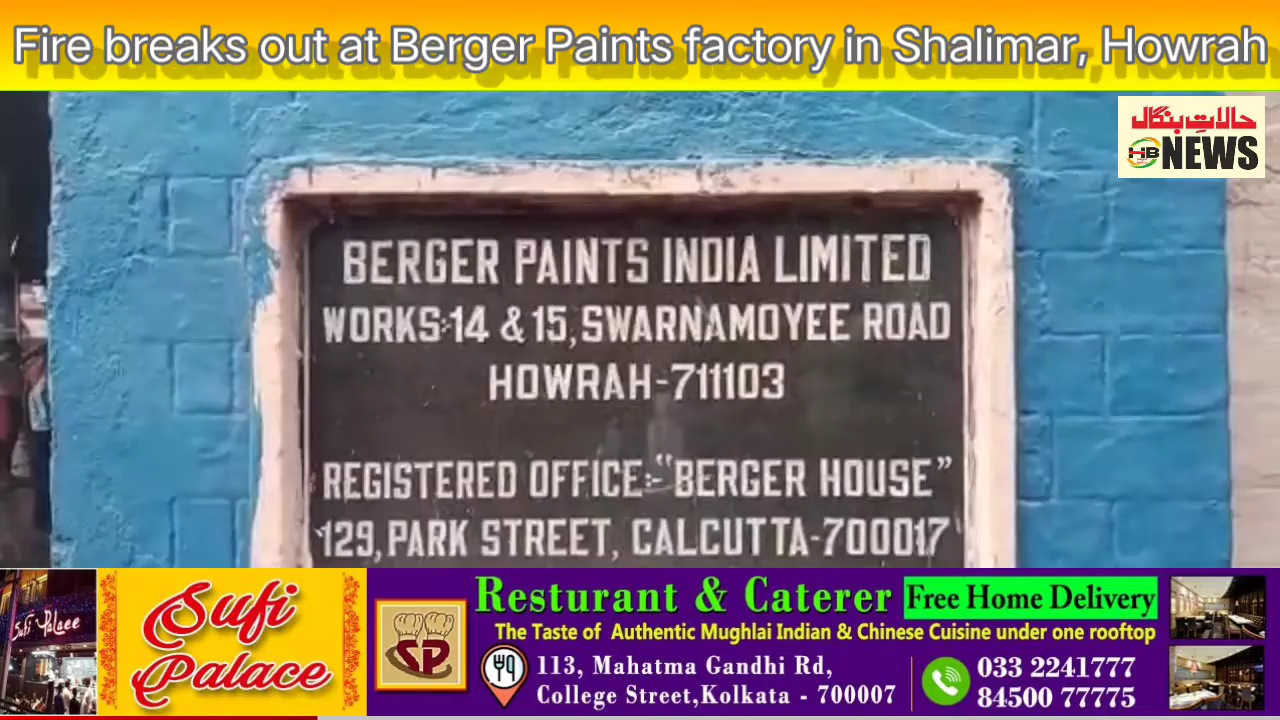 Fire breaks out at Berger Paints factory in Shalimar, Howrah
حالاتِ بنگال
HB NEWS
BERGER PAINTS INDIA LIMITED
WORKS:14 & 15, SWARNAMOYEE ROAD
HOWRAH-711103
REGISTERED OFFICE:-"BERGER HOUSE"
129, PARK STREET, CALCUTTA-700017
Sufi Palace
Sufi
Palace
SP
Resturant & Caterer
Free Home Delivery
The Taste of Authentic Mughlai Indian & Chinese Cuisine under one rooftop
113, Mahatma Gandhi Rd,
College Street,Kolkata - 700007
033 2241777
84500 77775